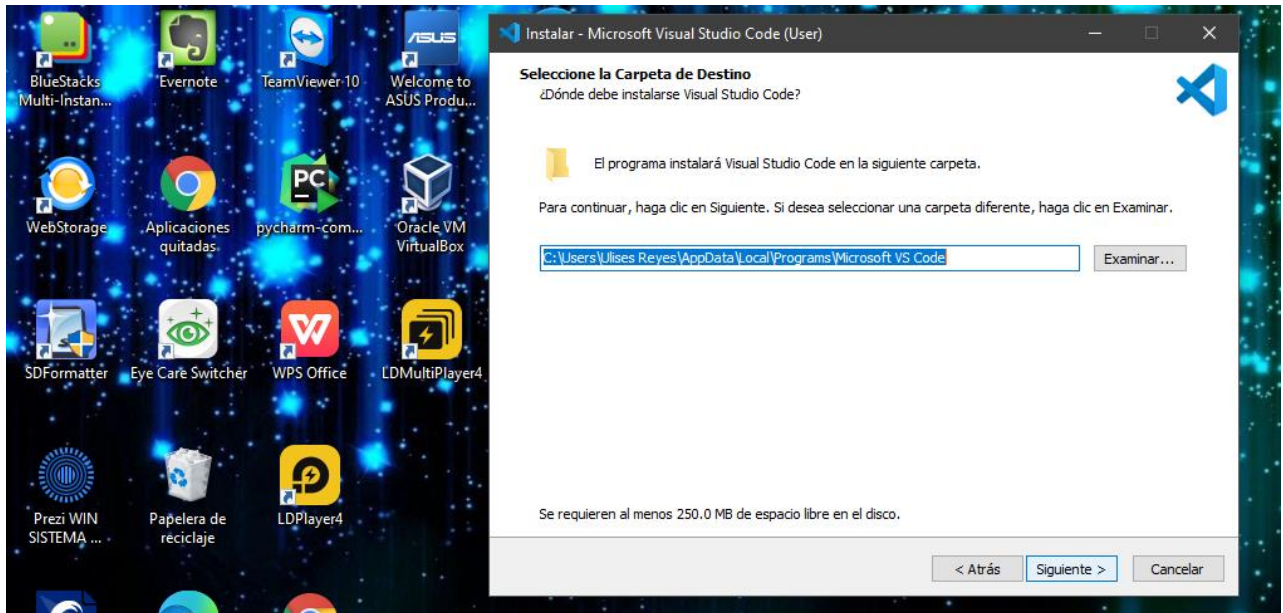 BlueStacks
Multi-Instan...
Evernote
TeamViewer 10
ASUS
Welcome to
ASUS Produ...
WebStorage
Aplicaciones
quitadas
PC
pycharm-com...
Oracle VM
VirtualBox
SDFormatter
Eye Care Switcher
WPS Office
LDMultiPlayer4
Prezi WIN
SISTEMA ...
Papelera de
reciclaje
LDPlayer4
Instalar - Microsoft Visual Studio Code (User)
Seleccione la Carpeta de Destino
¿Dónde debe instalarse Visual Studio Code?
El programa instalará Visual Studio Code en la siguiente carpeta.
Para continuar, haga clic en Siguiente. Si desea seleccionar una carpeta diferente, haga clic en Examinar.
C:\Users\Ulises Reyes\AppData\Local\Programs\Microsoft VS Code
Examinar...
Se requieren al menos 250.0 MB de espacio libre en el disco.
< Atrás
Siguiente >
Cancelar